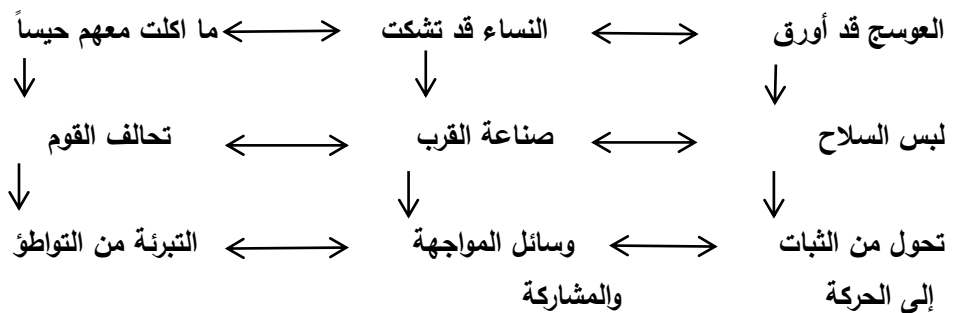 العوسج قد أورق النساء قد تشكت ما اكلت معهم حيساً
لبس السلاح صناعة القرب تحالف القوم
تحول من الثبات وسائل المواجهة التبرئة من التواطؤ
إلى الحركة والمشاركة